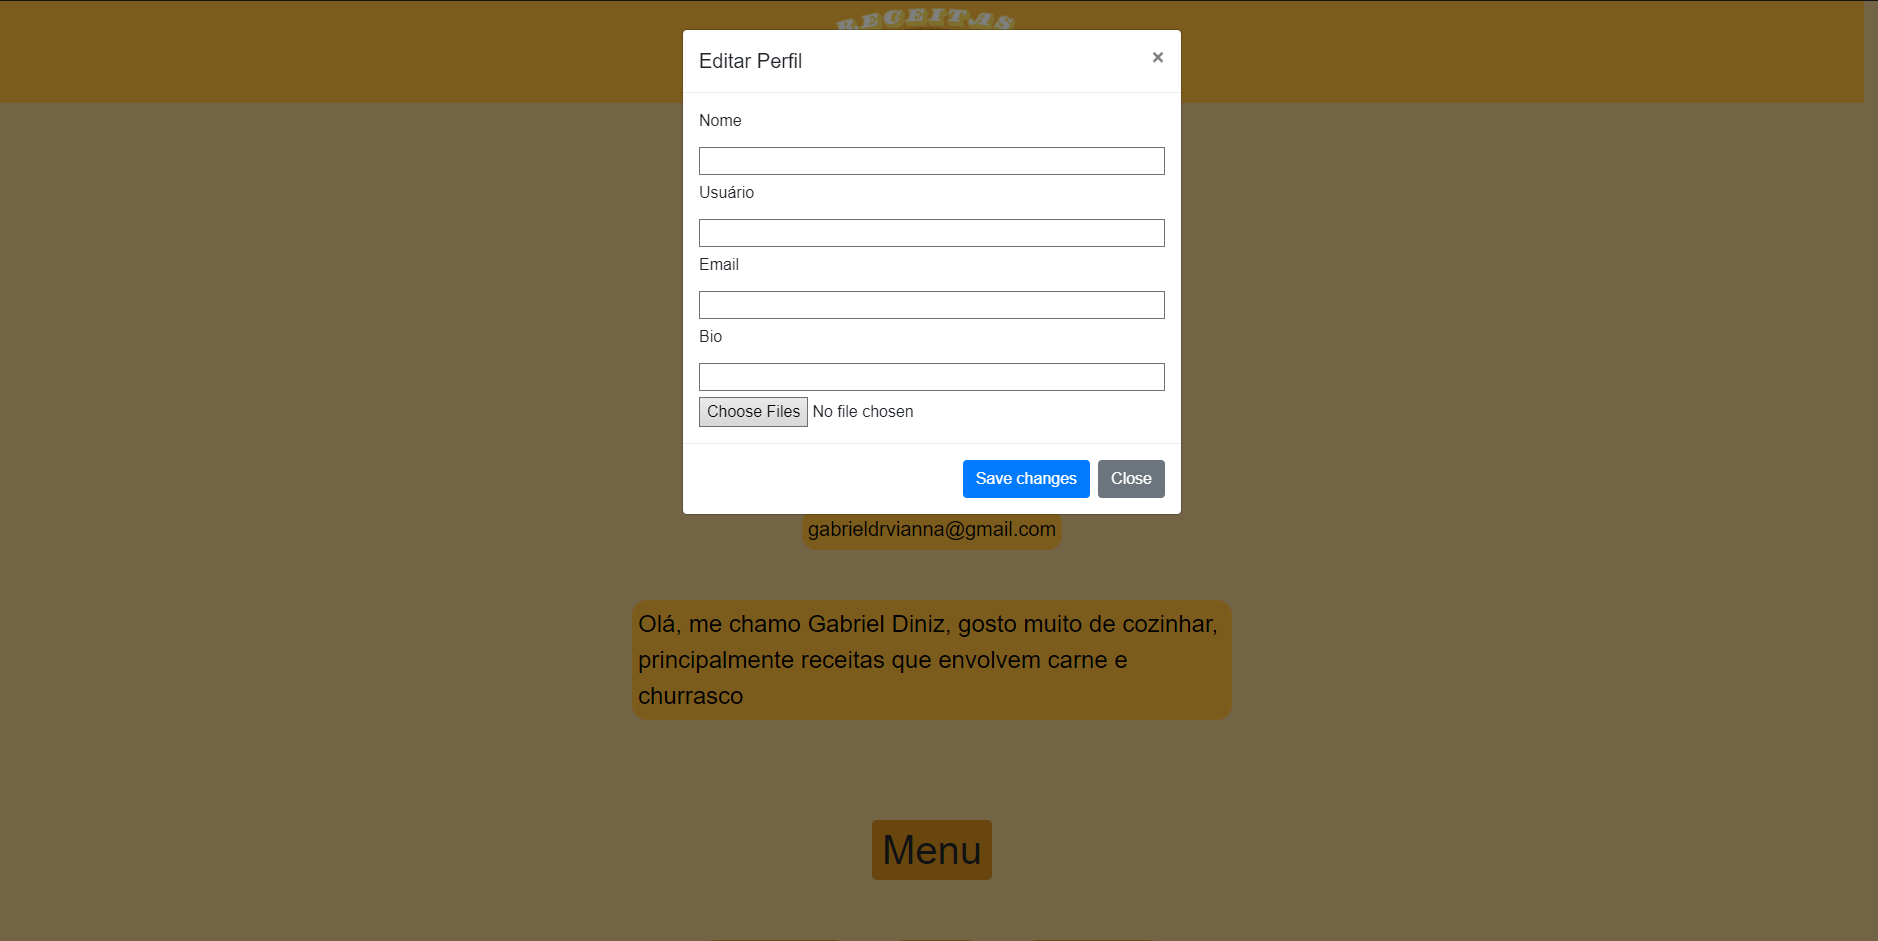 RECEITAS
Editar Perfil
×
Nome
Usuário
Email
Bio
Choose Files No file chosen
Save changes Close
gabrieldrvianna@gmail.com
Olá, me chamo Gabriel Diniz, gosto muito de cozinhar,
principalmente receitas que envolvem carne e
churrasco
Menu